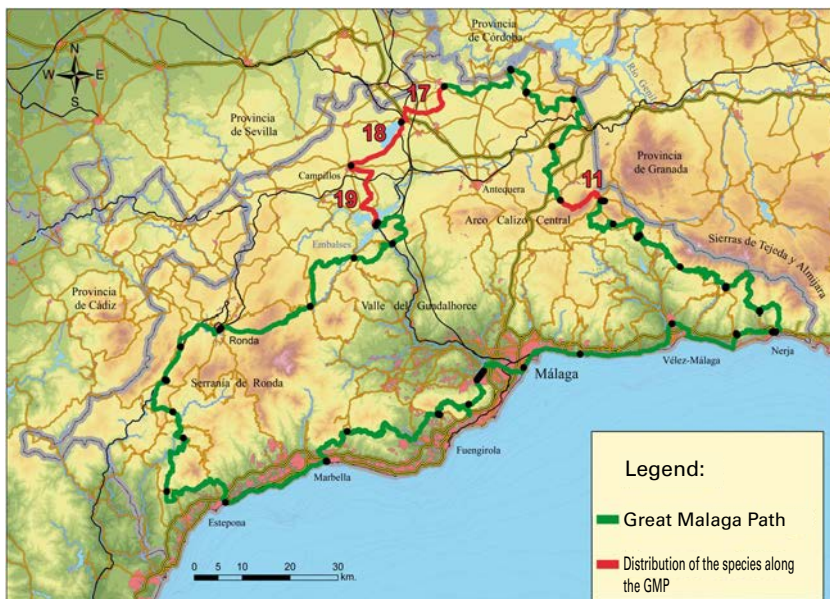 Provincia
de Córdoba
Río Genil
N
W E
S
17
Provincia
de Sevilla
18
Campillos
Antequera
11
Provincia
de Granada
19
Arco Calizo Central
Embalses
Sierras de Tejeda y Almijara
Provincia
de Cádiz
Valle del Guadalhorce
Ronda
Nerja
Vélez-Málaga
Málaga
Serranía de Ronda
Fuengirola
Marbella
Estepona
0 5 10 20 30
km.
Legend:
Great Malaga Path
Distribution of the species along
the GMP